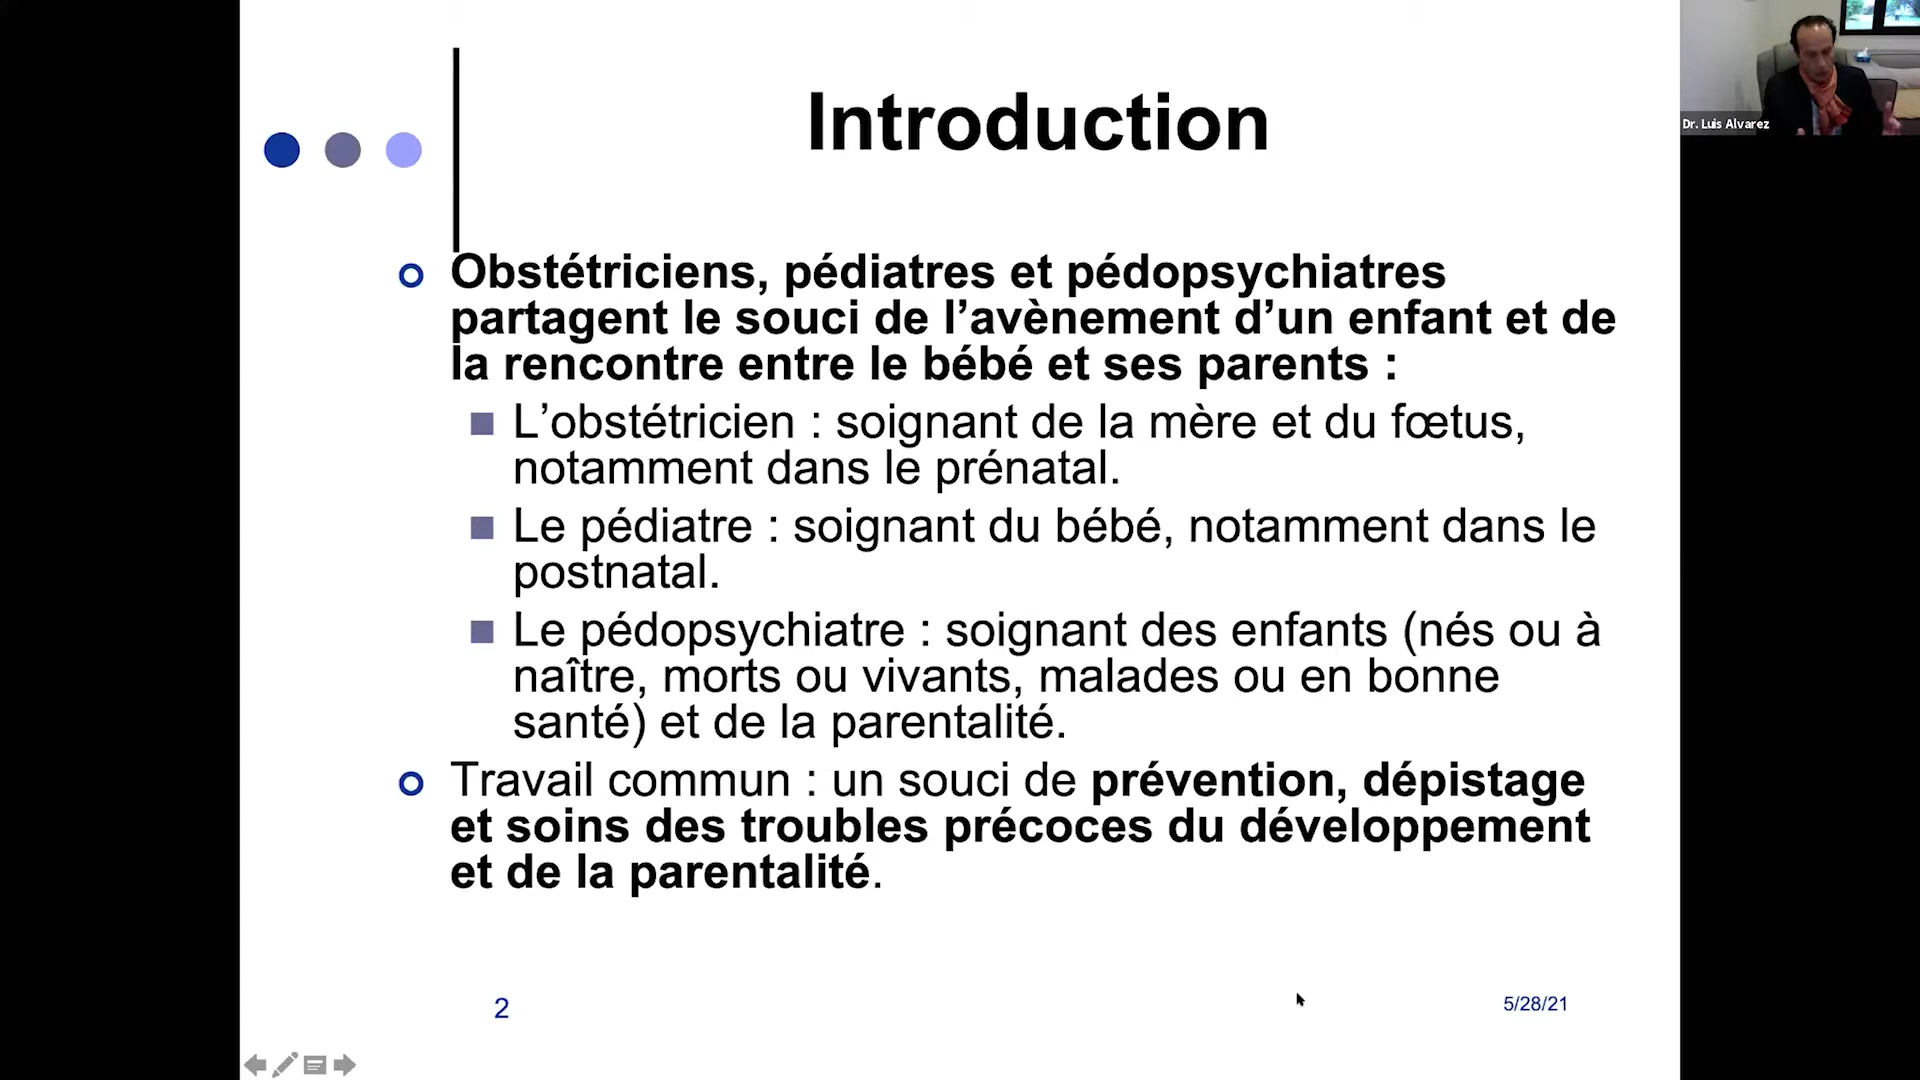 Introduction
Obstétriciens, pédiatres et pédopsychiatres
partagent le souci de l’avènement d’un enfant et de
la rencontre entre le bébé et ses parents :
L’obstétricien : soignant de la mère et du fœtus,
notamment dans le prénatal.
Le pédiatre : soignant du bébé, notamment dans le
postnatal.
Le pédopsychiatre : soignant des enfants (nés ou à
naître, morts ou vivants, malades ou en bonne
santé) et de la parentalité.
Travail commun : un souci de prévention, dépistage
et soins des troubles précoces du développement
et de la parentalité.
2
5/28/21
Dr. Luis Alvarez